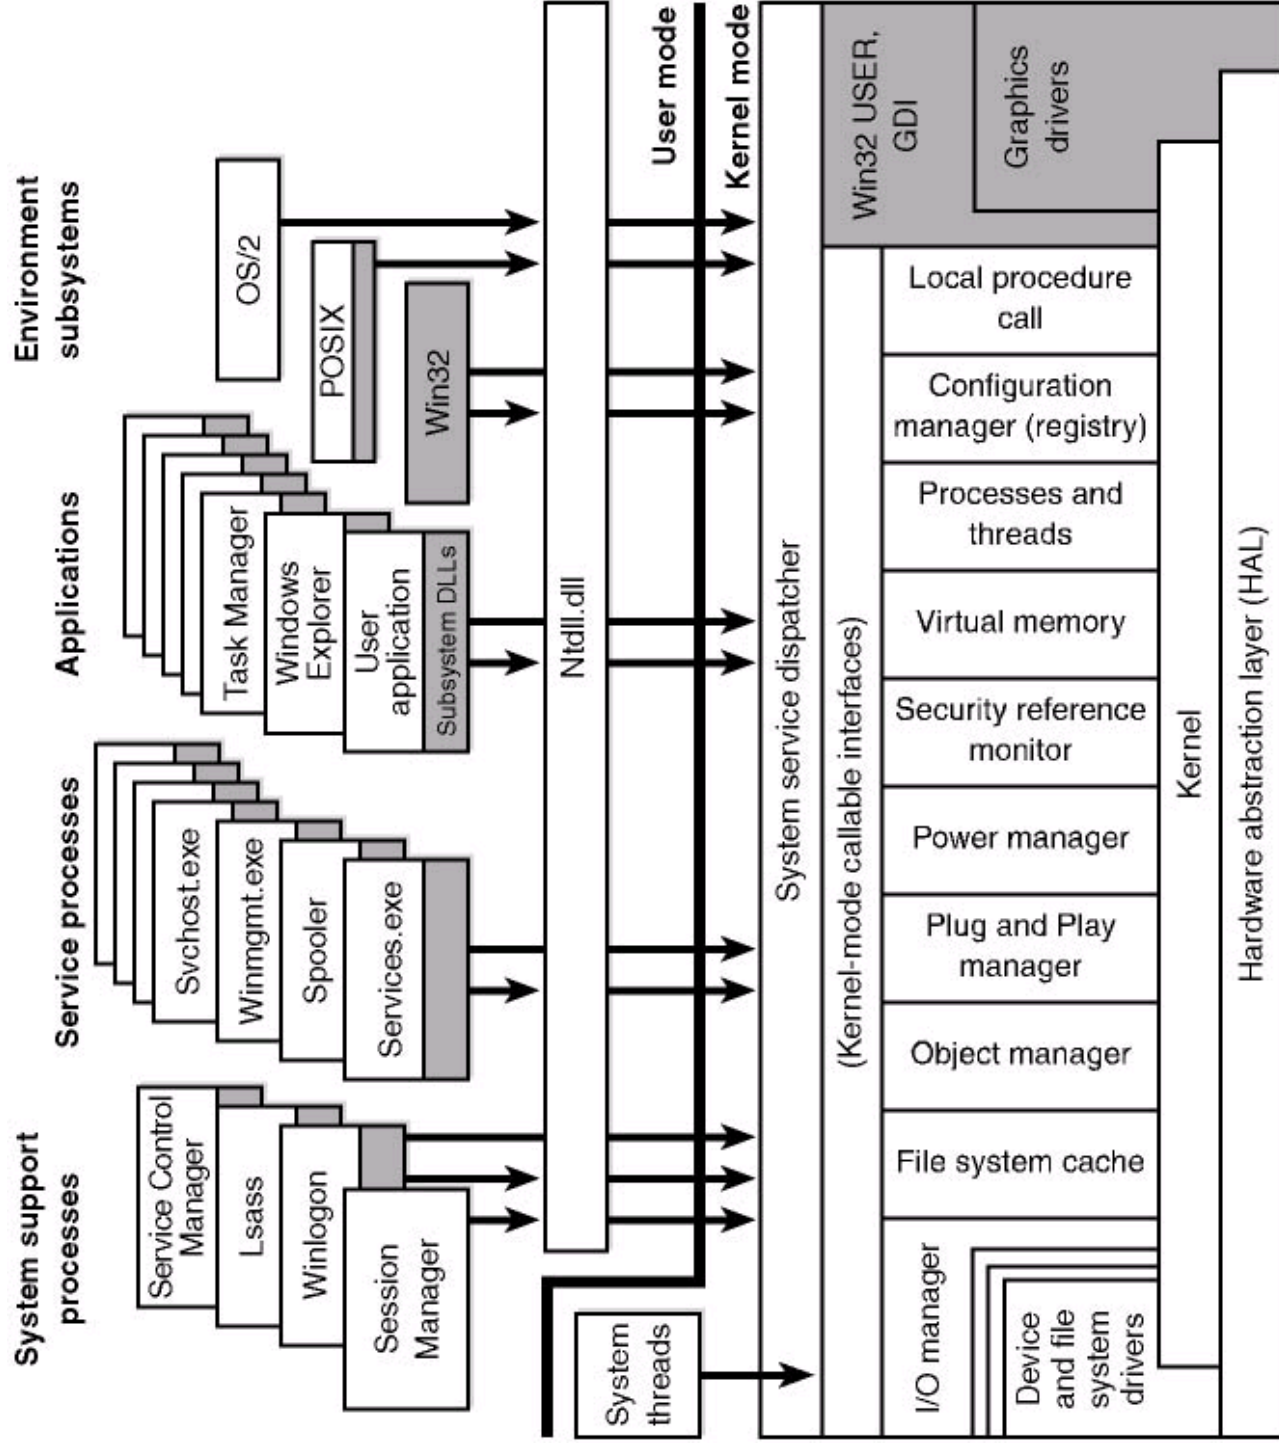 System support
processes
Service processes
Applications
Environment
subsystems
Service Control
Manager
Lsass
Winlogon
Session
Manager
Svchost.exe
Winmgmt.exe
Spooler
Services.exe
Task Manager
Windows
Explorer
User
application
Subsystem DLLs
OS/2
POSIX
Win32
Ntdll.dll
System
threads
User mode
Kernel mode
System service dispatcher
(Kernel-mode callable interfaces)
I/O manager
Device
and file
system
drivers
File system cache
Object manager
Plug and Play
manager
Power manager
Security reference
monitor
Virtual memory
Processes and
threads
Configuration
manager (registry)
Local procedure
call
Win32 USER,
GDI
Graphics
drivers
Kernel
Hardware abstraction layer (HAL)